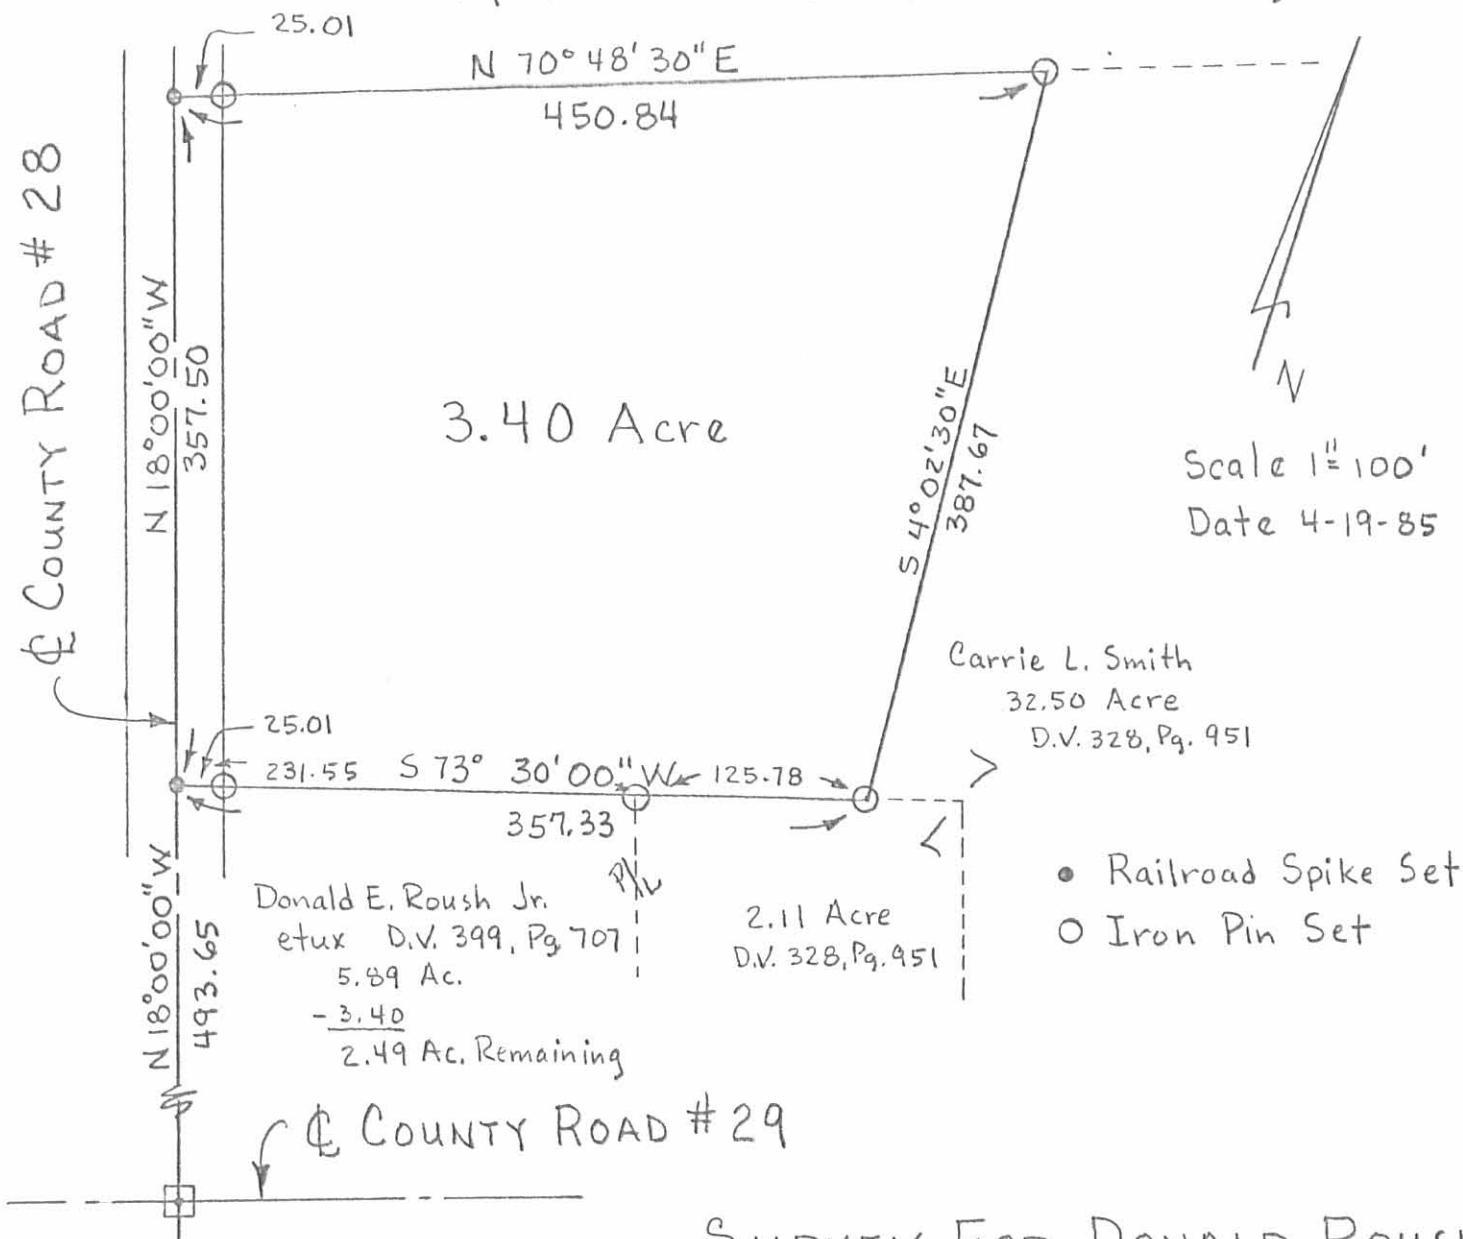 25.01
N 70° 48' 30" E
450.84
℄ COUNTY ROAD # 28
N 18°00'00" W
357.50
3.40 Acre
S 4° 02' 30" E
387.67
N
Scale 1" = 100'
Date 4-19-85
Carrie L. Smith
32.50 Acre
D.V. 328, Pg. 951
25.01
231.55 S 73° 30' 00" W 125.78
357.33
P/L
Donald E. Roush Jr.
etux D.V. 399, Pg. 707
5.89 Ac.
- 3.40
2.49 Ac. Remaining
2.11 Acre
D.V. 328, Pg. 951
Railroad Spike Set
Iron Pin Set
N 18°00'00" W
493.65
℄ COUNTY ROAD # 29
SURVEY FOR DONALD ROUSH